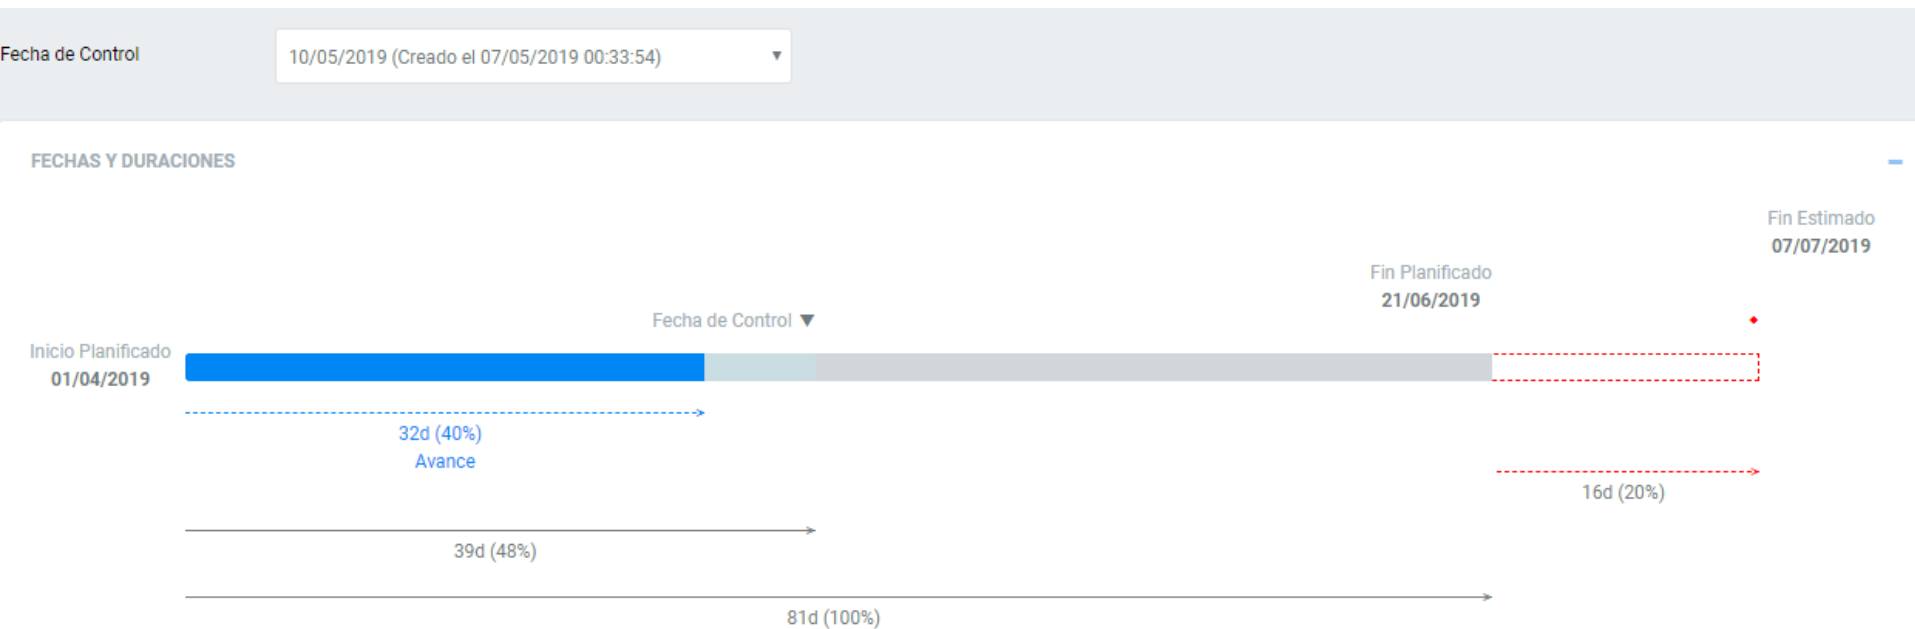 Fecha de Control
10/05/2019 (Creado el 07/05/2019 00:33:54)
FECHAS Y DURACIONES
Fin Estimado
07/07/2019
Fin Planificado
21/06/2019
Fecha de Control
Inicio Planificado
01/04/2019
32d (40%)
Avance
16d (20%)
39d (48%)
81d (100%)